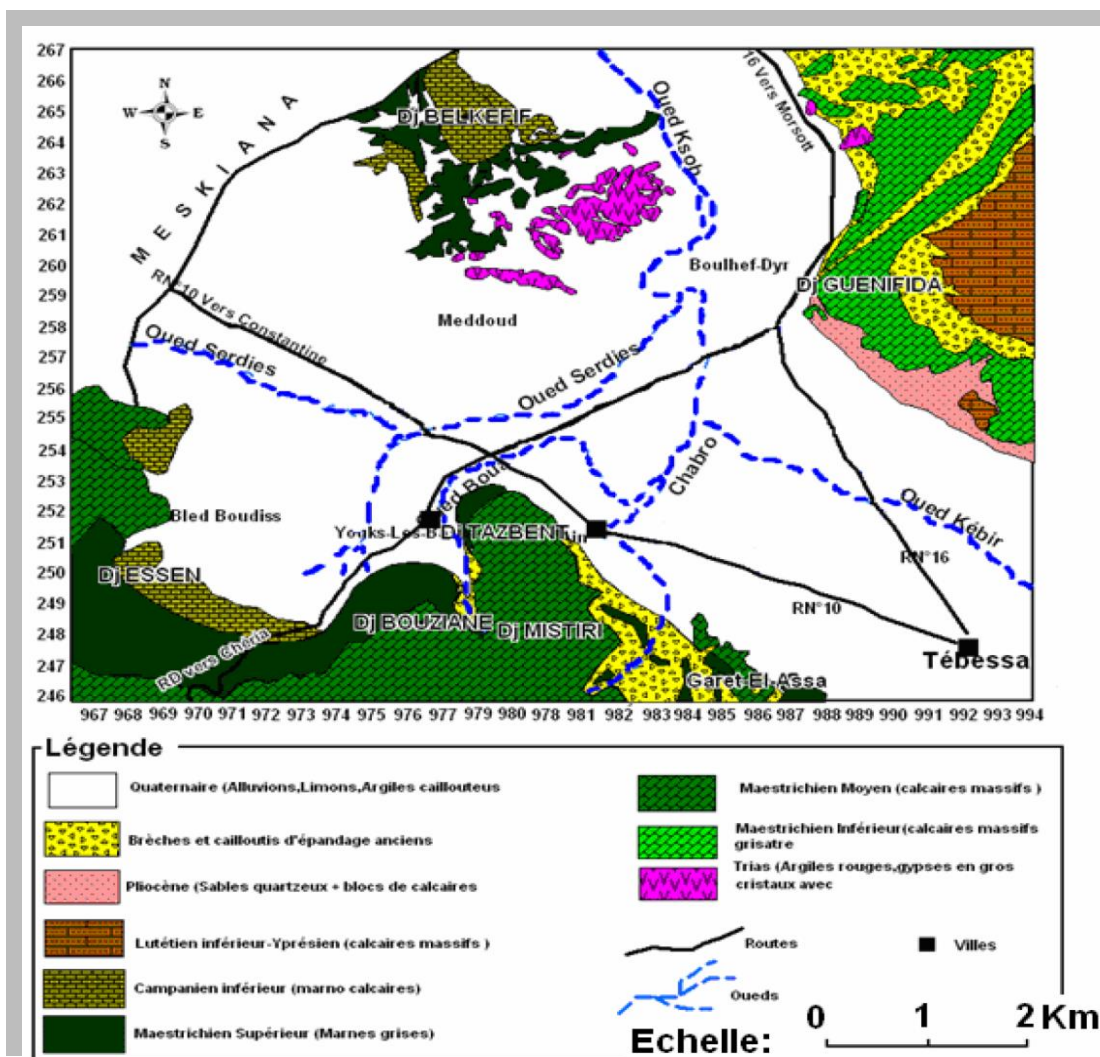 267
266
265
264
263
262
261
260
259
258
257
256
255
254
253
252
251
250
249
248
247
246
N
W E
S
MESKIANA
Dj BELKEFIF
Oued Ksob
16 Vers Morsott
Boulhef-Dyr
Dj GUENIFIDA
RN°10 Vers Constantine
Meddoud
Oued Serdies
Oued Serdies
Chabro
Oued Kébir
Bled Boudiss
Dj TAZBENT
Dj ESSEN
RN°16
Dj BOUZIANE
Dj MISTIRI
RN°10
RD vers Chéria
Tébessa
Garet-El-Assa
967 968 969 970 971 972 973 974 975 976 977 979 980 978 981 982 983 984 985 986 987 988 989 990 991 992 993 994
Légende
Quaternaire (Alluvions,Limons,Argiles caillouteus
Brèches et cailloutis d'épandage anciens
Pliocène (Sables quartzeux + blocs de calcaires
Lutétien inférieur-Yprésien (calcaires massifs )
Campanien inférieur (marno calcaires)
Maestrichien Supérieur (Marnes grises)
Maestrichien Moyen (calcaires massifs )
Maestrichien Inférieur(calcaires massifs
grisatre
Trias (Argiles rouges,gypses en gros
cristaux avec
Routes
Villes
Oueds
Echelle:
0 1 2 Km